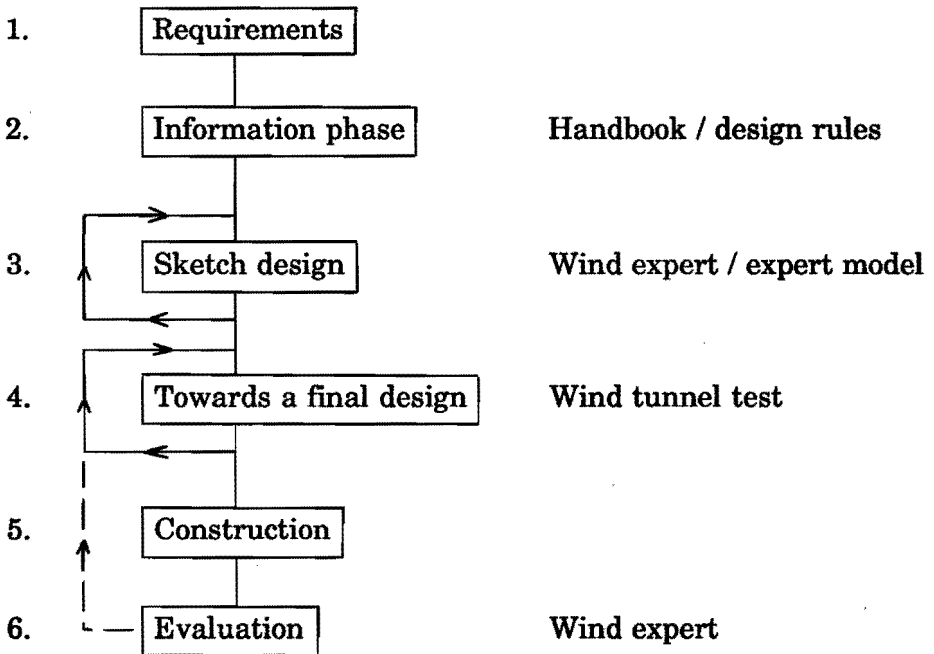 1. Requirements
2. Information phase Handbook / design rules
3. Sketch design Wind expert / expert model
4. Towards a final design Wind tunnel test
5. Construction
6. Evaluation Wind expert